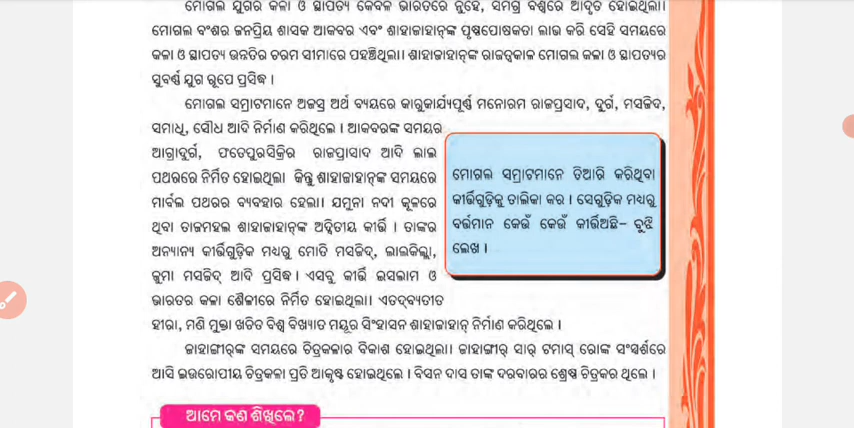 ମୋଗଲ ଯୁଗର କଳା ଓ ସ୍ଥାପତ୍ୟ କେବଳ ଭାରତରେ ନୁହେଁ, ସମଗ୍ର ବିଶ୍ୱରେ ଆଦୃତ ହୋଇଥିଲା।
ମୋଗଲ ବଂଶର ଜନପ୍ରିୟ ଶାସକ ଆକବର ଏବଂ ଶାହାଜାହାନ୍‌ଙ୍କ ପୃଷ୍ଠପୋଷକତା ଲାଭ କରି ସେହି ସମୟରେ
କଳା ଓ ସ୍ଥାପତ୍ୟ ଉନ୍ନତିର ଚରମ ସୀମାରେ ପହଞ୍ଚିଥିଲା। ଶାହାଜାହାନ୍‌ଙ୍କ ରାଜତ୍ୱକାଳ ମୋଗଲ କଳା ଓ ସ୍ଥାପତ୍ୟର
ସୁବର୍ଣ୍ଣ ଯୁଗ ରୂପେ ପ୍ରସିଦ୍ଧ।
ମୋଗଲ ସମ୍ରାଟମାନେ ଅଜସ୍ର ଅର୍ଥ ବ୍ୟୟରେ କାରୁକାର୍ଯ୍ୟପୂର୍ଣ୍ଣ ମନୋରମ ରାଜପ୍ରସାଦ, ଦୁର୍ଗ, ମସଜିଦ,
ସମାଧି, ସୌଧ ଆଦି ନିର୍ମାଣ କରିଥିଲେ। ଆକବରଙ୍କ ସମୟର
ଆଗ୍ରାଦୁର୍ଗ, ଫତେପୁରସିକ୍ରିର ରାଜପ୍ରାସାଦ ଆଦି ଲାଲ
ପଥରରେ ନିର୍ମିତ ହୋଇଥିଲା କିନ୍ତୁ ଶାହାଜାହାନ୍‌ଙ୍କ ସମୟରେ
ମାର୍ବଲ ପଥରର ବ୍ୟବହାର ହେଲା। ଯମୁନା ନଦୀ କୂଳରେ
ଥିବା ତାଜମହଲ ଶାହାଜାହାନ୍‌ଙ୍କ ଅଦ୍ୱିତୀୟ କୀର୍ତ୍ତି। ତାଙ୍କର
ଅନ୍ୟାନ୍ୟ କୀର୍ତ୍ତିଗୁଡ଼ିକ ମଧ୍ୟରୁ ମୋତି ମସଜିଦ୍, ଲାଲକିଲ୍ଲା,
ଜୁମା ମସଜିଦ୍ ଆଦି ପ୍ରସିଦ୍ଧ। ଏସବୁ କୀର୍ତ୍ତି ଇସଲାମ ଓ
ଭାରତର କଳା ଶୈଳୀରେ ନିର୍ମିତ ହୋଇଥିଲା। ଏତଦ୍‌ବ୍ୟତୀତ
ହୀରା, ମଣି ମୁକ୍ତା ଖଚିତ ବିଶ୍ୱ ବିଖ୍ୟାତ ମୟୂର ସିଂହାସନ ଶାହାଜାହାନ୍ ନିର୍ମାଣ କରିଥିଲେ।
ଜାହାଙ୍ଗୀର୍‌ଙ୍କ ସମୟରେ ଚିତ୍ରକଳାର ବିକାଶ ହୋଇଥିଲା। ଜାହାଙ୍ଗୀର୍ ସାର୍ ଟମାସ୍ ରୋଙ୍କ ସଂସ୍ପର୍ଶରେ
ଆସି ଇଉରୋପୀୟ ଚିତ୍ରକଳା ପ୍ରତି ଆକୃଷ୍ଟ ହୋଇଥିଲେ। ବିସନ ଦାସ ତାଙ୍କ ଦରବାରର ଶ୍ରେଷ୍ଠ ଚିତ୍ରକର ଥିଲେ।
ମୋଗଲ ସମ୍ରାଟମାନେ ତିଆରି କରିଥିବା
କୀର୍ତ୍ତିଗୁଡ଼ିକୁ ତାଲିକା କର। ସେଗୁଡ଼ିକ ମଧ୍ୟରୁ
ବର୍ତ୍ତମାନ କେଉଁ କେଉଁ କୀର୍ତ୍ତିଅଛି– ବୁଝି
ଲେଖ।
ଆମେ କଣ ଶିଖିଲେ?